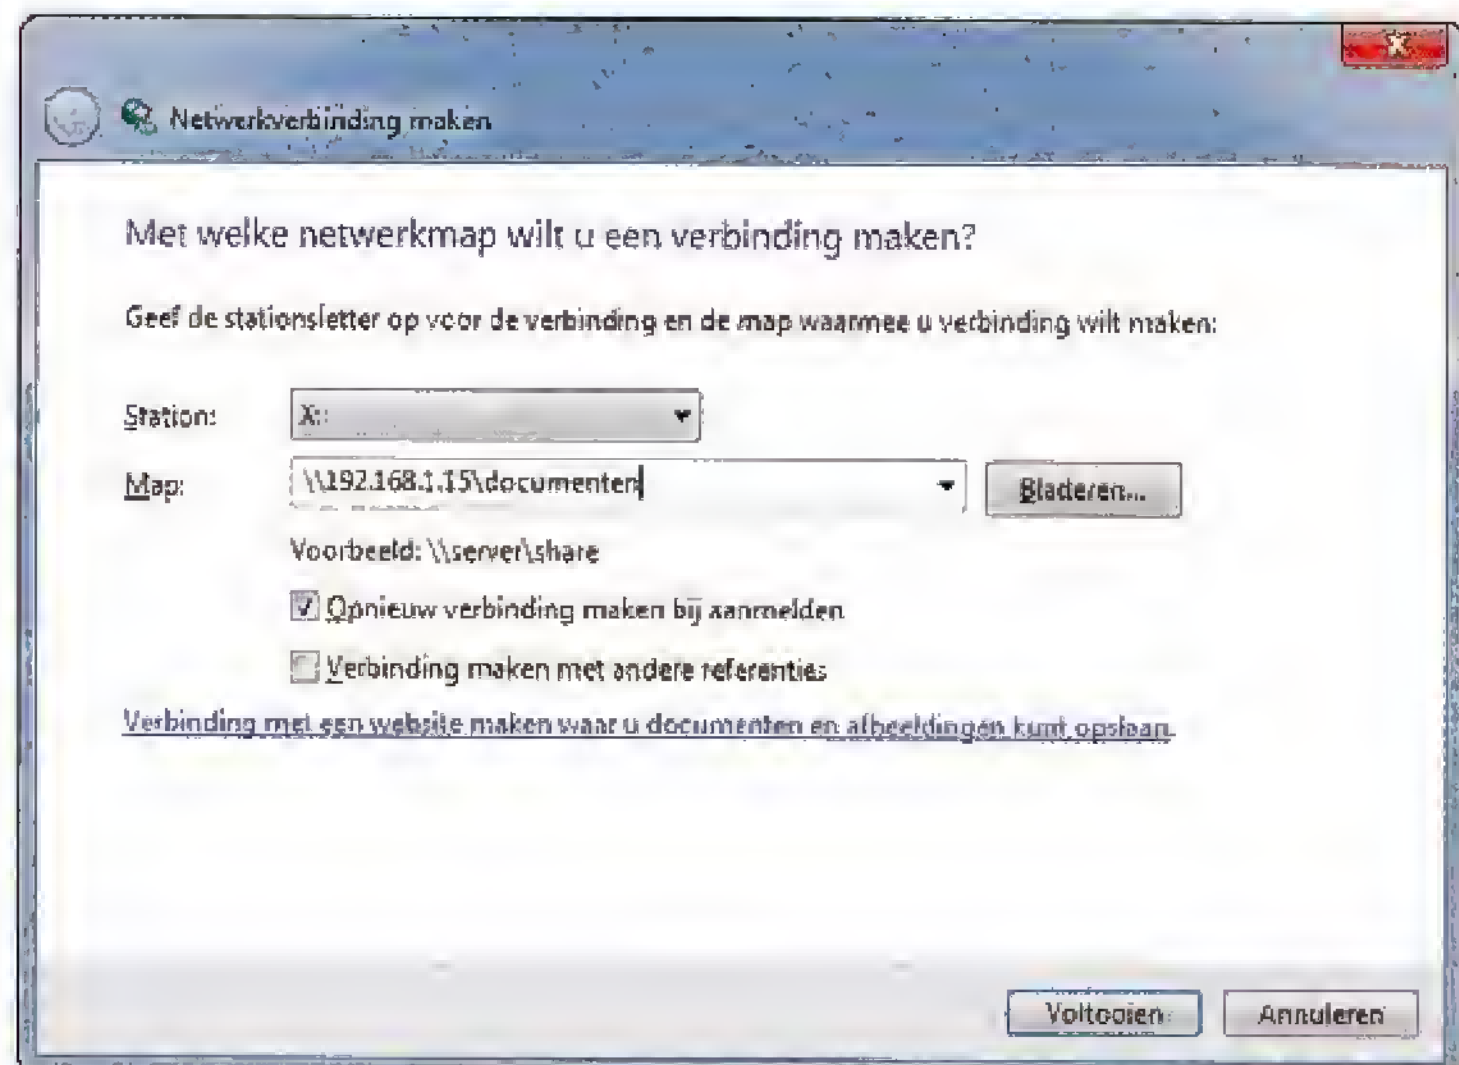 Netwerkverbinding maken
Met welke netwerkmap wilt u een verbinding maken?
Geef de stationsletter op voor de verbinding en de map waarmee u verbinding wilt maken:
Station: X:
Map: \\192.168.1.15\documenten Bladeren...
Voorbeeld: \\server\share
Opnieuw verbinding maken bij aanmelden
Verbinding maken met andere referenties
Verbinding met een website maken waar u documenten en afbeeldingen kunt opslaan.
Voltooien Annuleren